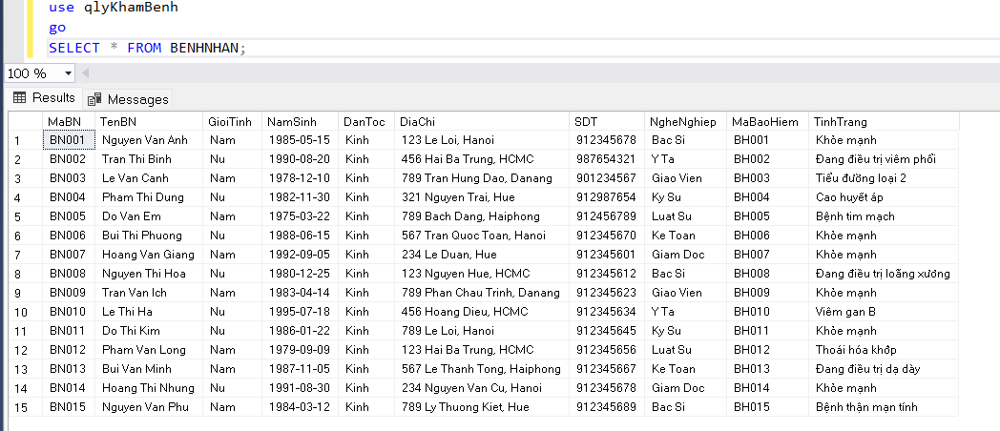 use qlyKhamBenh
go
SELECT * FROM BENHNHAN;
100 %
Results Messages
MaBN TenBN GioiTinh NamSinh DanToc DiaChi SDT NgheNghiep MaBaoHiem TinhTrang
1 BN001 Nguyen Van Anh Nam 1985-05-15 Kinh 123 Le Loi, Hanoi 912345678 Bac Si BH001 Khỏe mạnh
2 BN002 Tran Thi Binh Nu 1990-08-20 Kinh 456 Hai Ba Trung, HCMC 987654321 Y Ta BH002 Đang điều trị viêm phổi
3 BN003 Le Van Canh Nam 1978-12-10 Kinh 789 Tran Hung Dao, Danang 901234567 Giao Vien BH003 Tiểu đường loại 2
4 BN004 Pham Thi Dung Nu 1982-11-30 Kinh 321 Nguyen Trai, Hue 912987654 Ky Su BH004 Cao huyết áp
5 BN005 Do Van Em Nam 1975-03-22 Kinh 789 Bach Dang, Haiphong 912456789 Luat Su BH005 Bệnh tim mạch
6 BN006 Bui Thi Phuong Nu 1988-06-15 Kinh 567 Tran Quoc Toan, Hanoi 912345670 Ke Toan BH006 Khỏe mạnh
7 BN007 Hoang Van Giang Nam 1992-09-05 Kinh 234 Le Duan, Hue 912345601 Giam Doc BH007 Khỏe mạnh
8 BN008 Nguyen Thi Hoa Nu 1980-12-25 Kinh 123 Nguyen Hue, HCMC 912345612 Bac Si BH008 Đang điều trị loãng xương
9 BN009 Tran Van Ich Nam 1983-04-14 Kinh 789 Phan Chau Trinh, Danang 912345623 Giao Vien BH009 Khỏe mạnh
10 BN010 Le Thi Ha Nu 1995-07-18 Kinh 456 Hoang Dieu, HCMC 912345634 Y Ta BH010 Viêm gan B
11 BN011 Do Thi Kim Nu 1986-01-22 Kinh 789 Le Loi, Hanoi 912345645 Ky Su BH011 Khỏe mạnh
12 BN012 Pham Van Long Nam 1979-09-09 Kinh 123 Hai Ba Trung, HCMC 912345656 Luat Su BH012 Thoái hóa khớp
13 BN013 Bui Van Minh Nam 1987-11-05 Kinh 567 Le Thanh Tong, Haiphong 912345667 Ke Toan BH013 Đang điều trị dạ dày
14 BN014 Hoang Thi Nhung Nu 1991-08-30 Kinh 234 Nguyen Van Cu, Hanoi 912345678 Giam Doc BH014 Khỏe mạnh
15 BN015 Nguyen Van Phu Nam 1984-03-12 Kinh 789 Ly Thuong Kiet, Hue 912345689 Bac Si BH015 Bệnh thận mạn tính